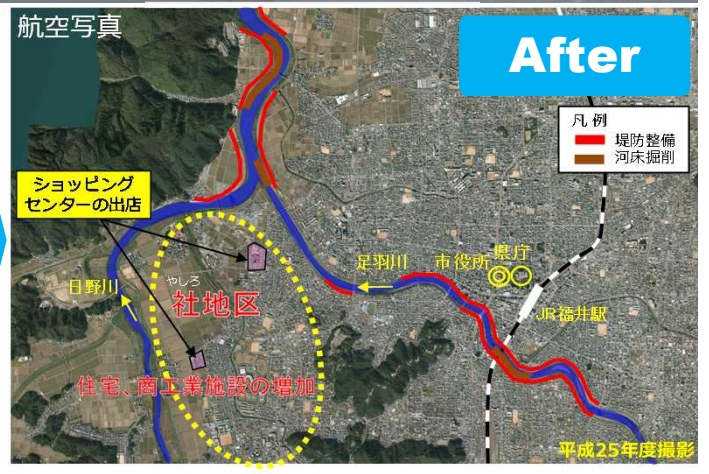 航空写真
After
凡 例
堤防整備
河床掘削
ショッピング
センターの出店
足羽川
市役所
県庁
日野川
やしろ
社地区
JR福井駅
住宅、商工業施設の増加
平成25年度撮影